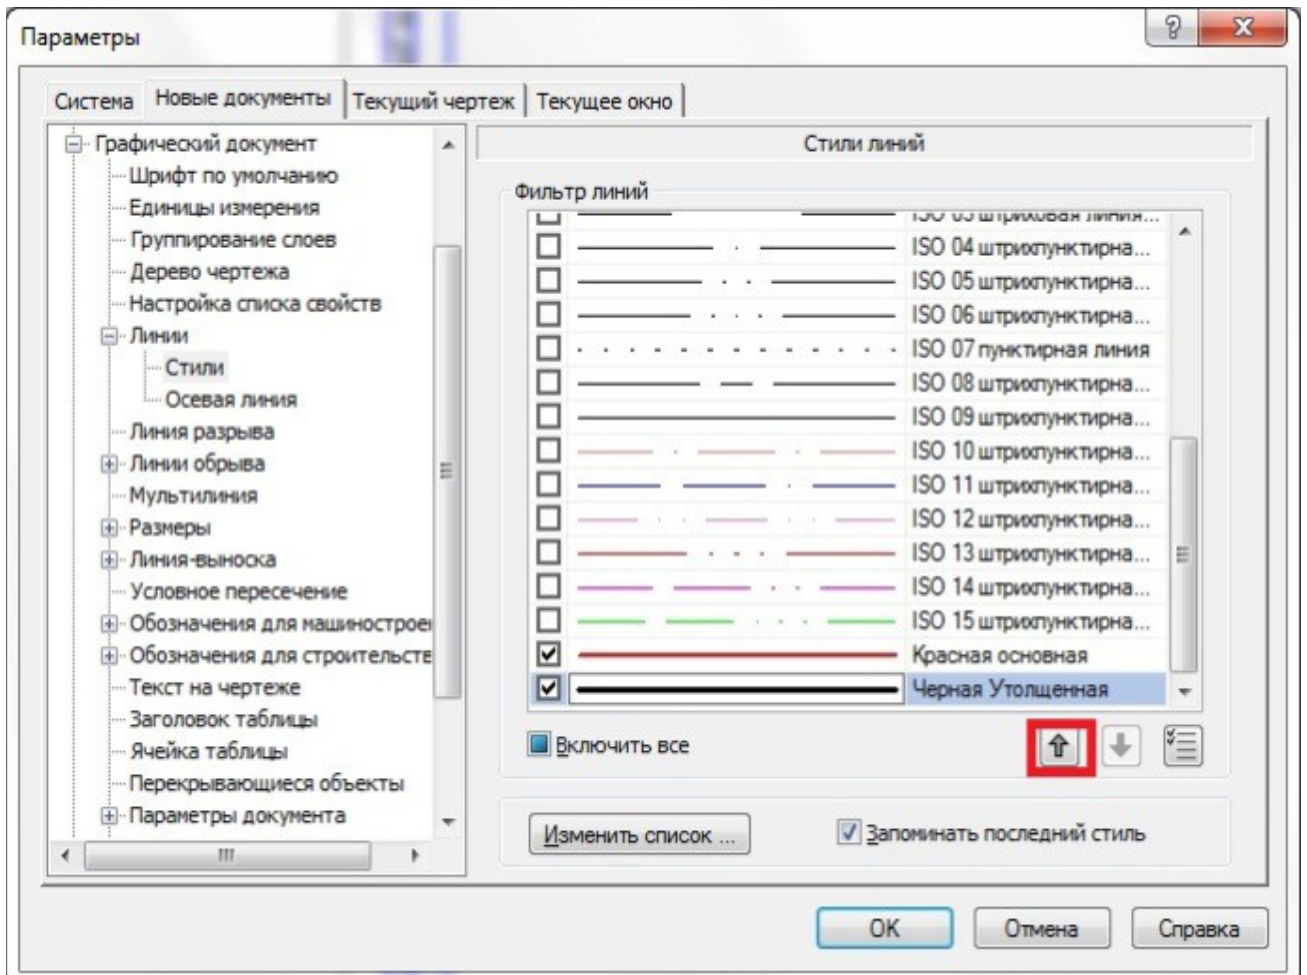 Параметры
Система
Новые документы
Текущий чертеж
Текущее окно
Графический документ
Шрифт по умолчанию
Единицы измерения
Группирование слоев
Дерево чертежа
Настройка списка свойств
Линии
Стили
Осевая линия
Линия разрыва
Линии обрыва
Мультилиния
Размеры
Линия-выноска
Условное пересечение
Обозначения для машинострое
Обозначения для строительств
Текст на чертеже
Заголовок таблицы
Ячейка таблицы
Перекрывающиеся объекты
Параметры документа
Стили линий
Фильтр линий
ISO 03 штриховая линия...
ISO 04 штрихпунктирна...
ISO 05 штрихпунктирна...
ISO 06 штрихпунктирна...
ISO 07 пунктирная линия
ISO 08 штрихпунктирна...
ISO 09 штрихпунктирна...
ISO 10 штрихпунктирна...
ISO 11 штрихпунктирна...
ISO 12 штрихпунктирна...
ISO 13 штрихпунктирна...
ISO 14 штрихпунктирна...
ISO 15 штрихпунктирна...
Красная основная
Черная Утолщенная
Включить все
Изменить список ...
Запоминать последний стиль
OK
Отмена
Справка